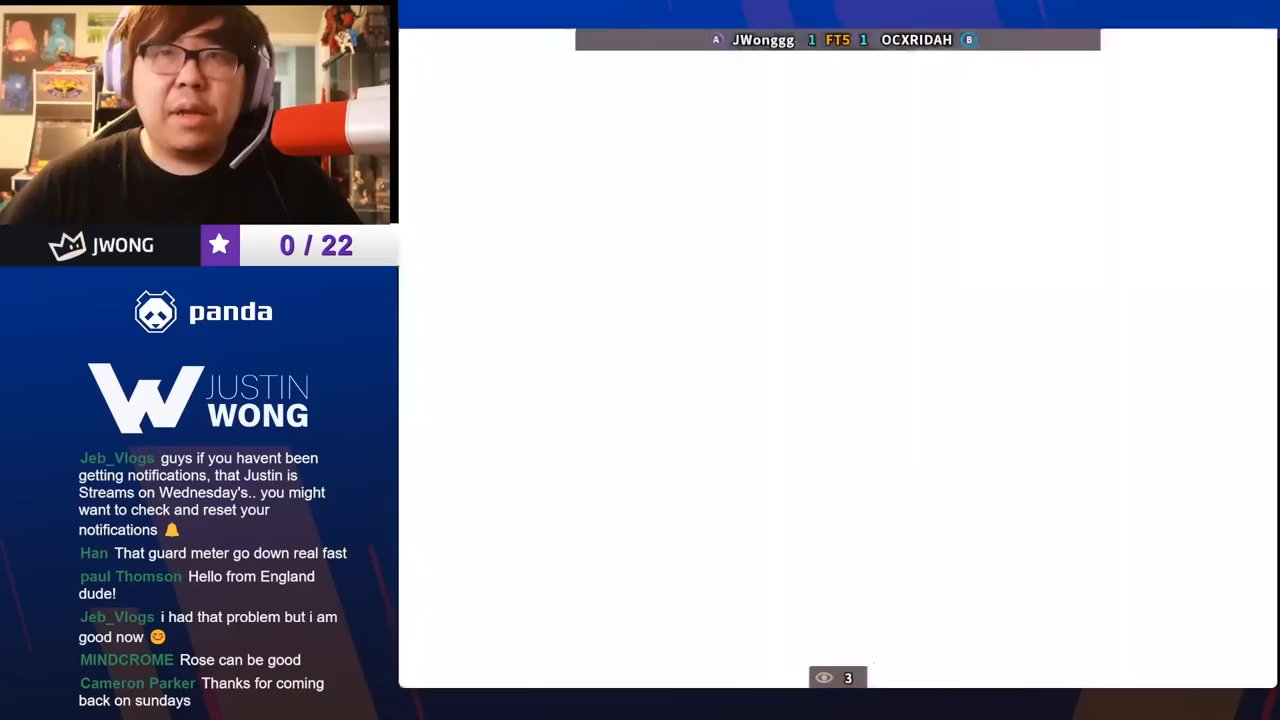 A JWonggg 1 FT5 1 OCXRIDAH B
JWONG
0 / 22
panda
W JUSTIN
WONG
Jeb_Vlogs guys if you havent been
getting notifications, that Justin is
Streams on Wednesday's.. you might
want to check and reset your
notifications 🔔
Han That guard meter go down real fast
paul Thomson Hello from England
dude!
Jeb_Vlogs i had that problem but i am
good now 😊
MINDCROME Rose can be good
Cameron Parker Thanks for coming
back on sundays
3